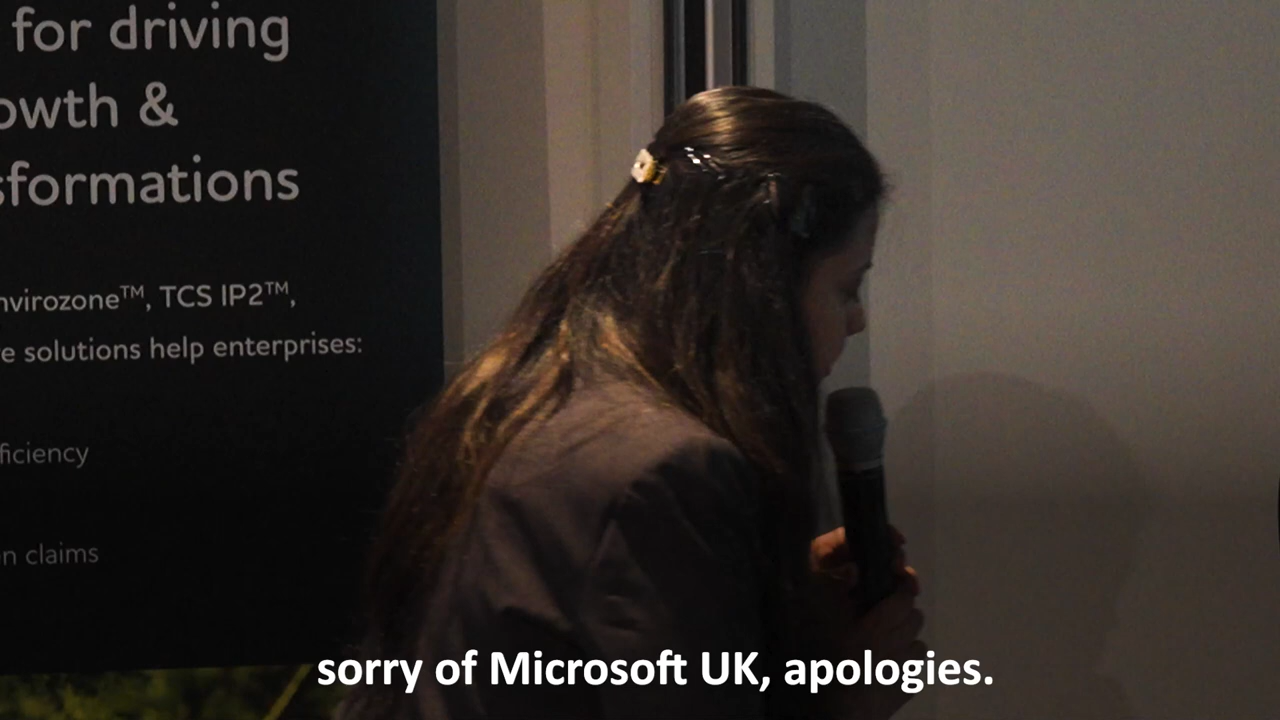 for driving
owth &
sformations
nvirozone™, TCS IP2™,
e solutions help enterprises:
ficiency
n claims
sorry of Microsoft UK, apologies.